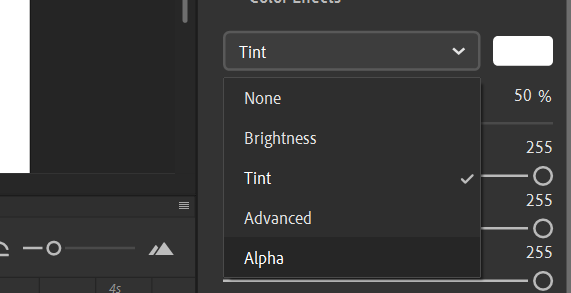 Color Effects
Tint
None
50 %
Brightness
255
Tint
255
Advanced
255
Alpha
4s